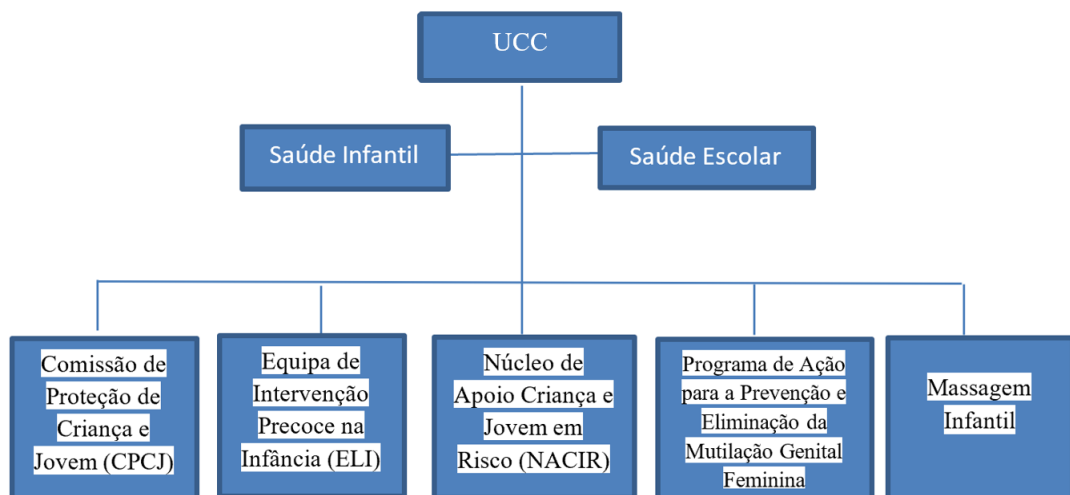 UCC
Saúde Infantil
Saúde Escolar
Comissão de
Proteção de
Criança e
Jovem (CPCJ)
Equipa de
Intervenção
Precoce na
Infância (ELI)
Núcleo de
Apoio Criança e
Jovem em
Risco (NACIR)
Programa de Ação
para a Prevenção e
Eliminação da
Mutilação Genital
Feminina
Massagem
Infantil